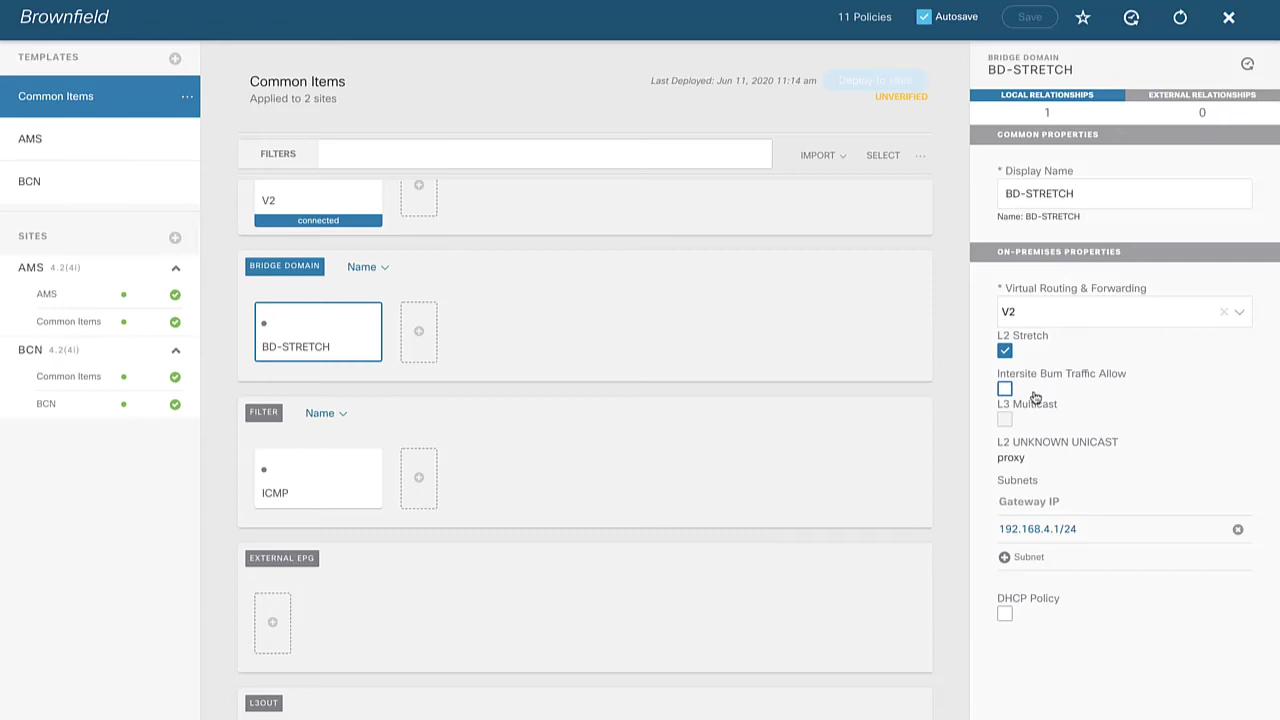 Brownfield
11 Policies
Autosave
Save
TEMPLATES
Common Items
AMS
BCN
SITES
AMS 4.2(4i)
AMS
Common Items
BCN 4.2(4i)
Common Items
BCN
Common Items
Applied to 2 sites
Last Deployed: Jun 11, 2020 11:14 am
Deploy to sites
UNVERIFIED
FILTERS
IMPORT
SELECT
V2
connected
BRIDGE DOMAIN
Name
BD-STRETCH
FILTER
Name
ICMP
EXTERNAL EPG
L3OUT
BRIDGE DOMAIN
BD-STRETCH
LOCAL RELATIONSHIPS
EXTERNAL RELATIONSHIPS
1
0
COMMON PROPERTIES
* Display Name
BD-STRETCH
Name: BD-STRETCH
ON-PREMISES PROPERTIES
* Virtual Routing & Forwarding
V2
L2 Stretch
Intersite Bum Traffic Allow
L3 Multicast
L2 UNKNOWN UNICAST
proxy
Subnets
Gateway IP
192.168.4.1/24
Subnet
DHCP Policy